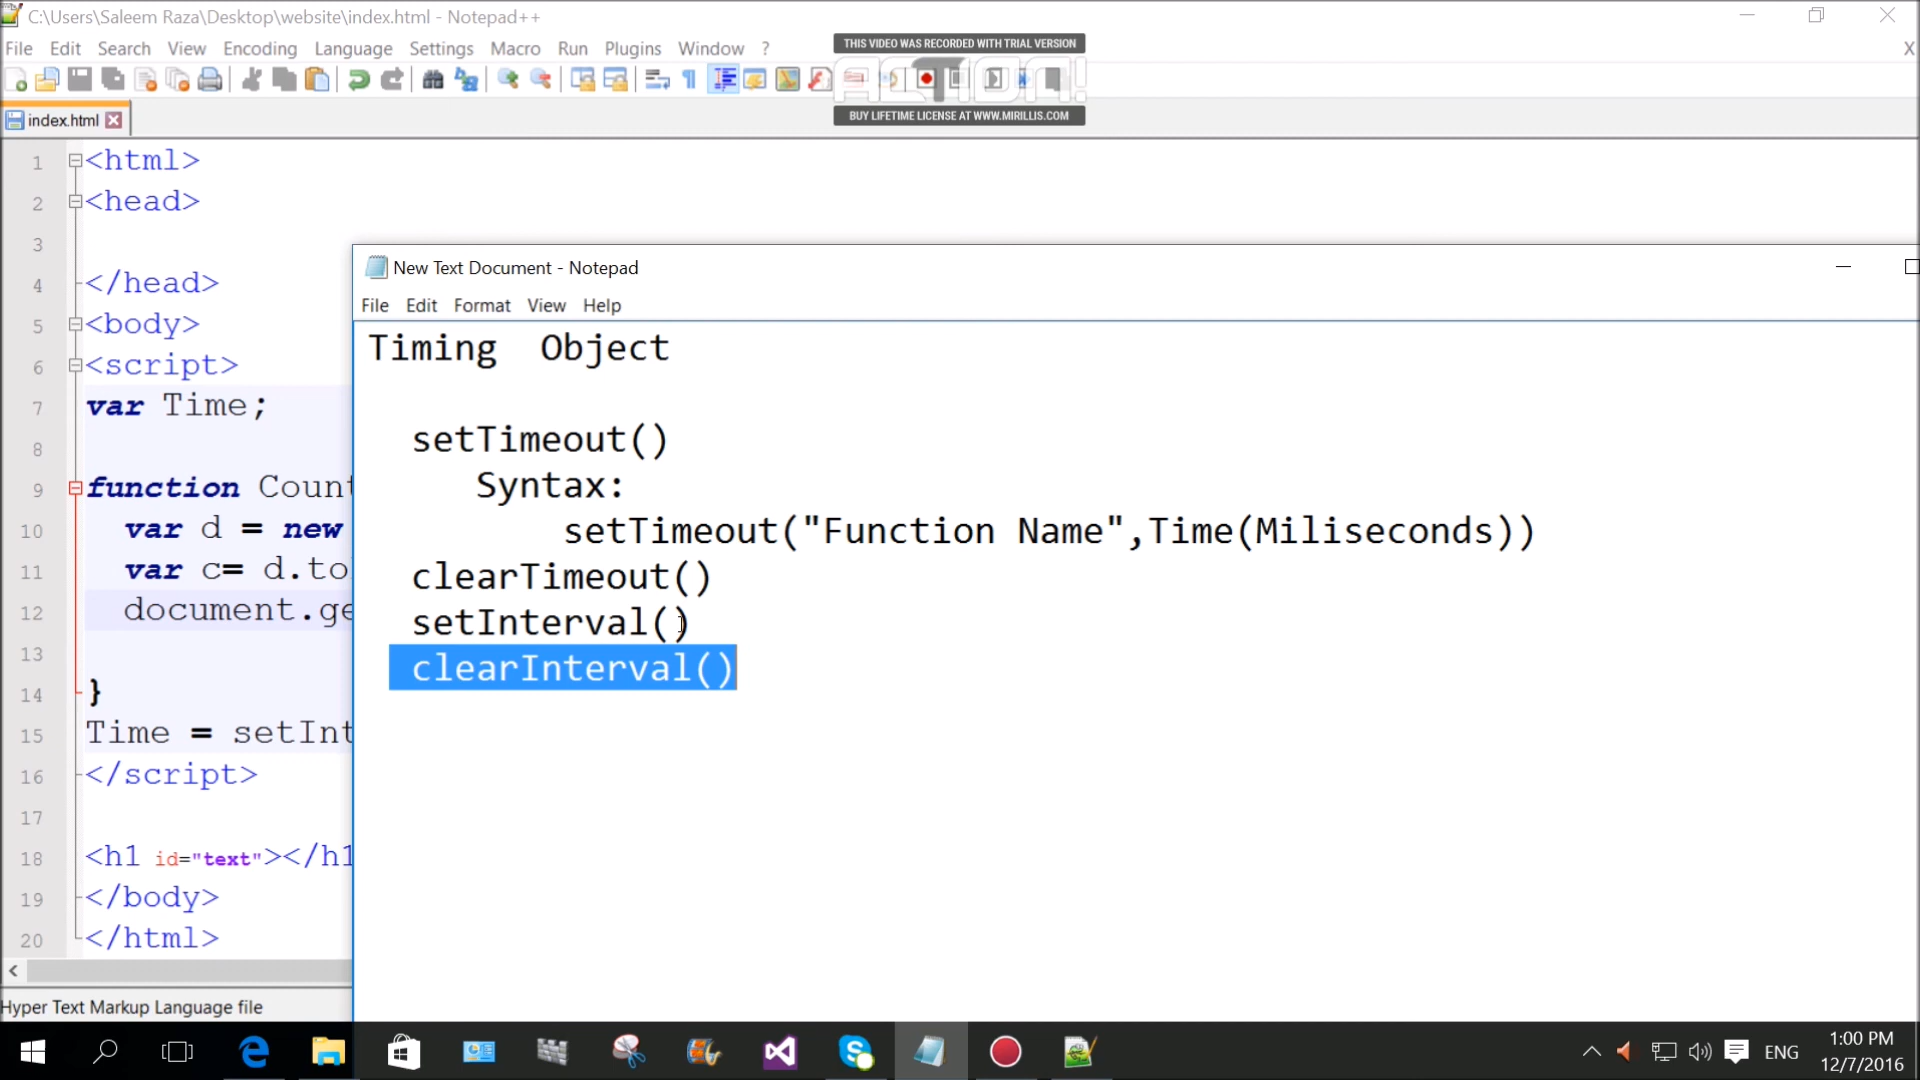 C:\Users\Saleem Raza\Desktop\website\index.html - Notepad++
File Edit Search View Encoding Language Settings Macro Run Plugins Window ? X
THIS VIDEO WAS RECORDED WITH TRIAL VERSION
ACTION!
BUY LIFETIME LICENSE AT WWW.MIRILLIS.COM
index.html
1 <html>
2 <head>
3
4 </head>
5 <body>
6 <script>
7 var Time;
8
9 function Count
10 var d = new
11 var c= d.to
12 document.ge
13
14 }
15 Time = setInt
16 </script>
17
18 <h1 id="text"></h1
19 </body>
20 </html>
Hyper Text Markup Language file
New Text Document - Notepad
File Edit Format View Help
Timing Object
setTimeout()
Syntax:
setTimeout("Function Name",Time(Miliseconds))
clearTimeout()
setInterval()
clearInterval()
ENG
1:00 PM
12/7/2016